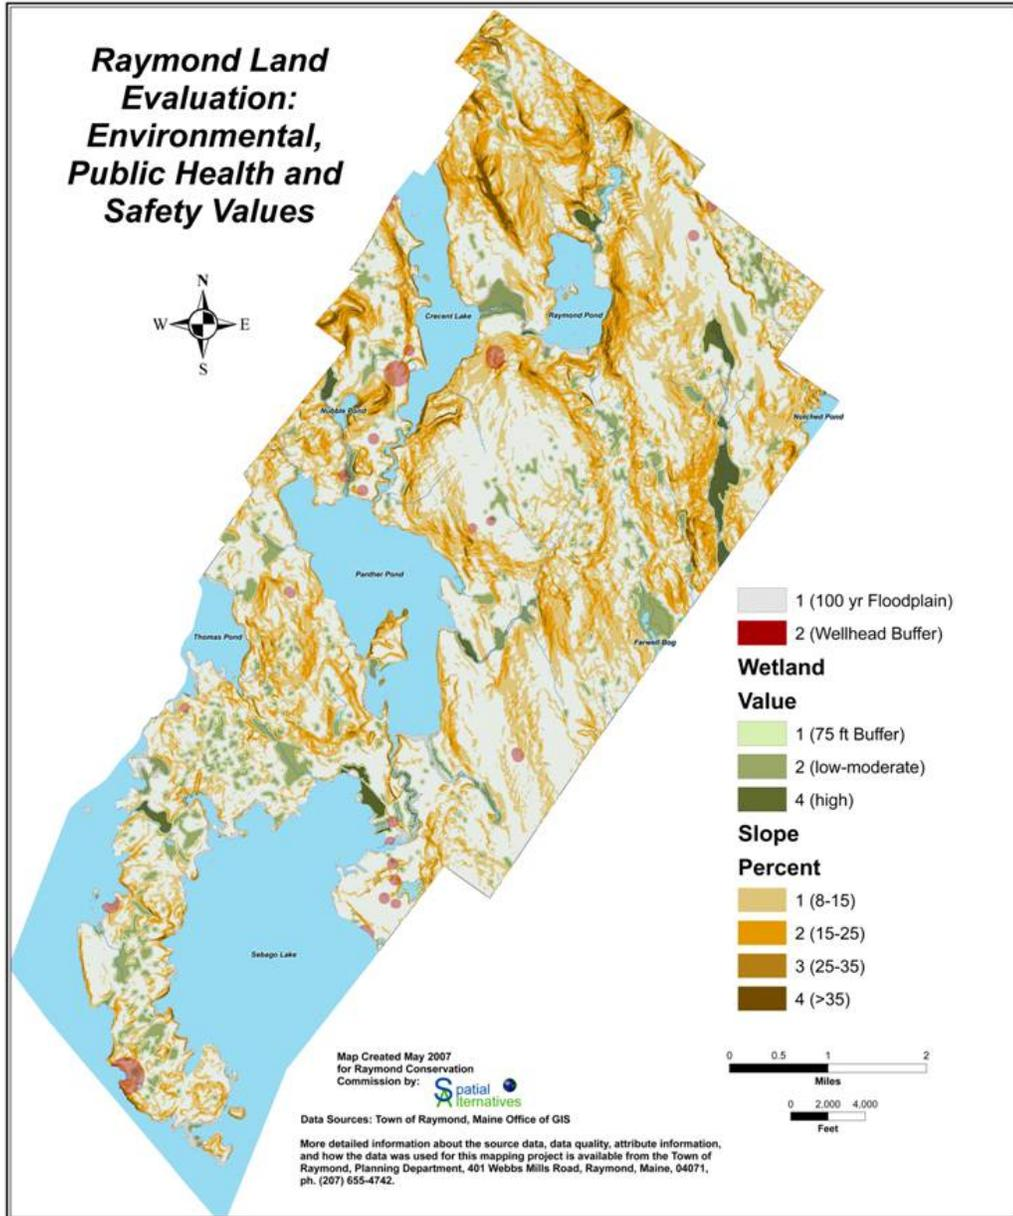 Raymond Land
Evaluation:
Environmental,
Public Health and
Safety Values
N
W
E
S
Crecent Lake
Raymond Pond
Nubble Pond
Notched Pond
Panther Pond
Thomas Pond
Farwell Bog
Sebago Lake
1 (100 yr Floodplain)
2 (Wellhead Buffer)
Wetland
Value
1 (75 ft Buffer)
2 (low-moderate)
4 (high)
Slope
Percent
1 (8-15)
2 (15-25)
3 (25-35)
4 (>35)
0 0.5 1 2
Miles
0 2,000 4,000
Feet
Map Created May 2007
for Raymond Conservation
Commission by:
Spatial
Alternatives
Data Sources: Town of Raymond, Maine Office of GIS
More detailed information about the source data, data quality, attribute information,
and how the data was used for this mapping project is available from the Town of
Raymond, Planning Department, 401 Webbs Mills Road, Raymond, Maine, 04071,
ph. (207) 655-4742.